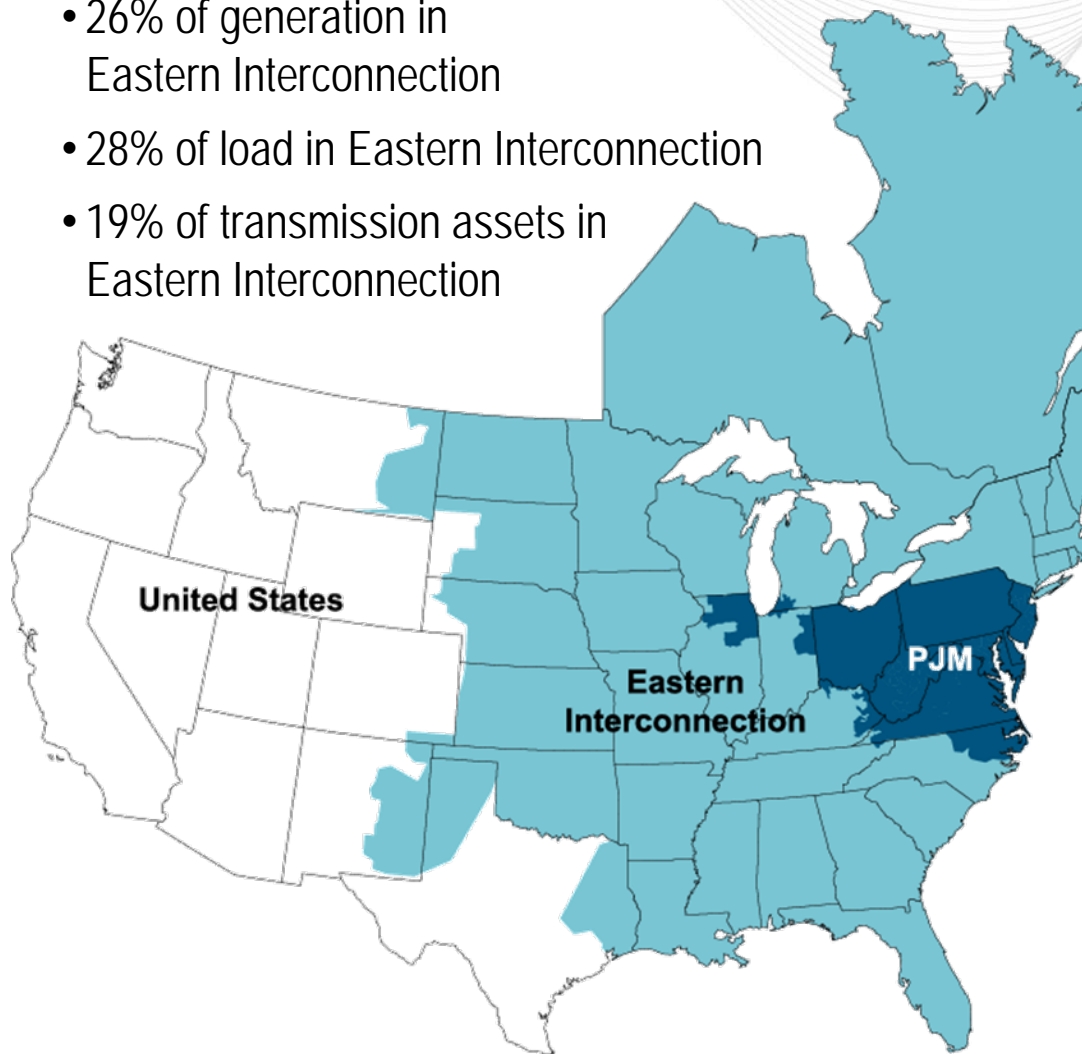 • 26% of generation in
Eastern Interconnection
• 28% of load in Eastern Interconnection
• 19% of transmission assets in
Eastern Interconnection
United States
PJM
Eastern
Interconnection